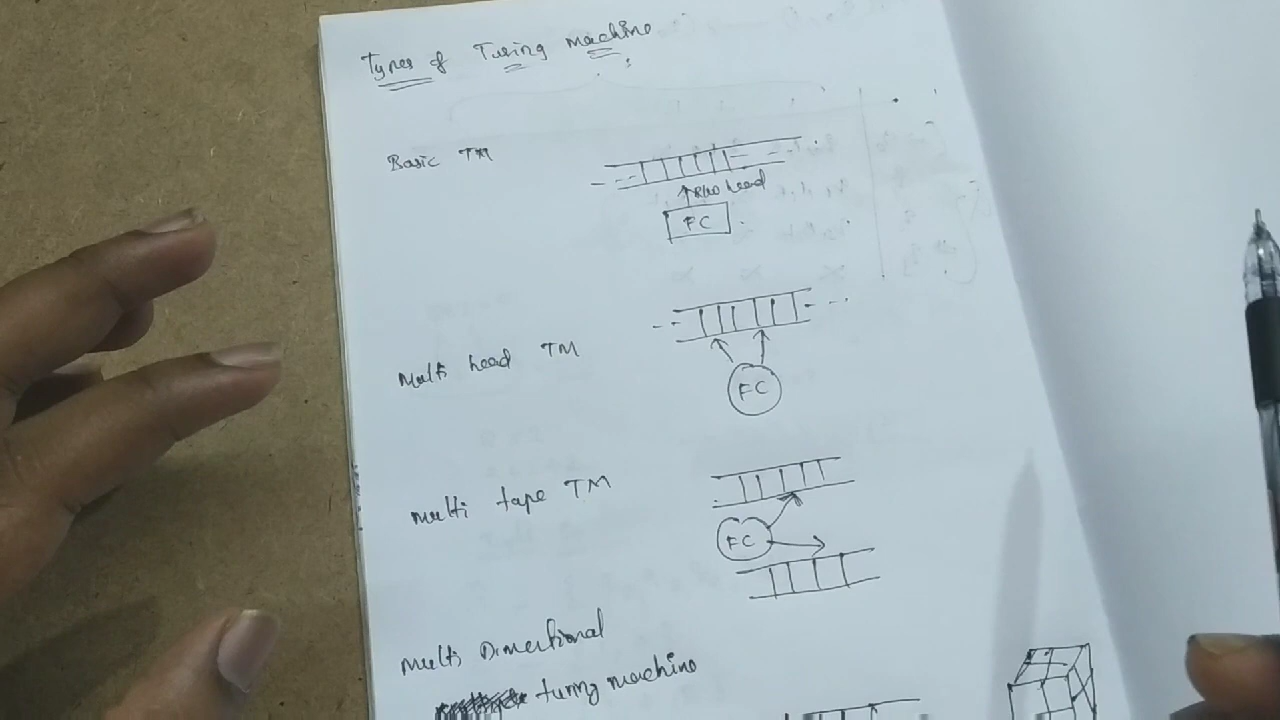 Types of Turing machine
Basic TM
R/W head
FC
Multi head TM
FC
Multi tape TM
FC
Multi Dimentional
turing machine